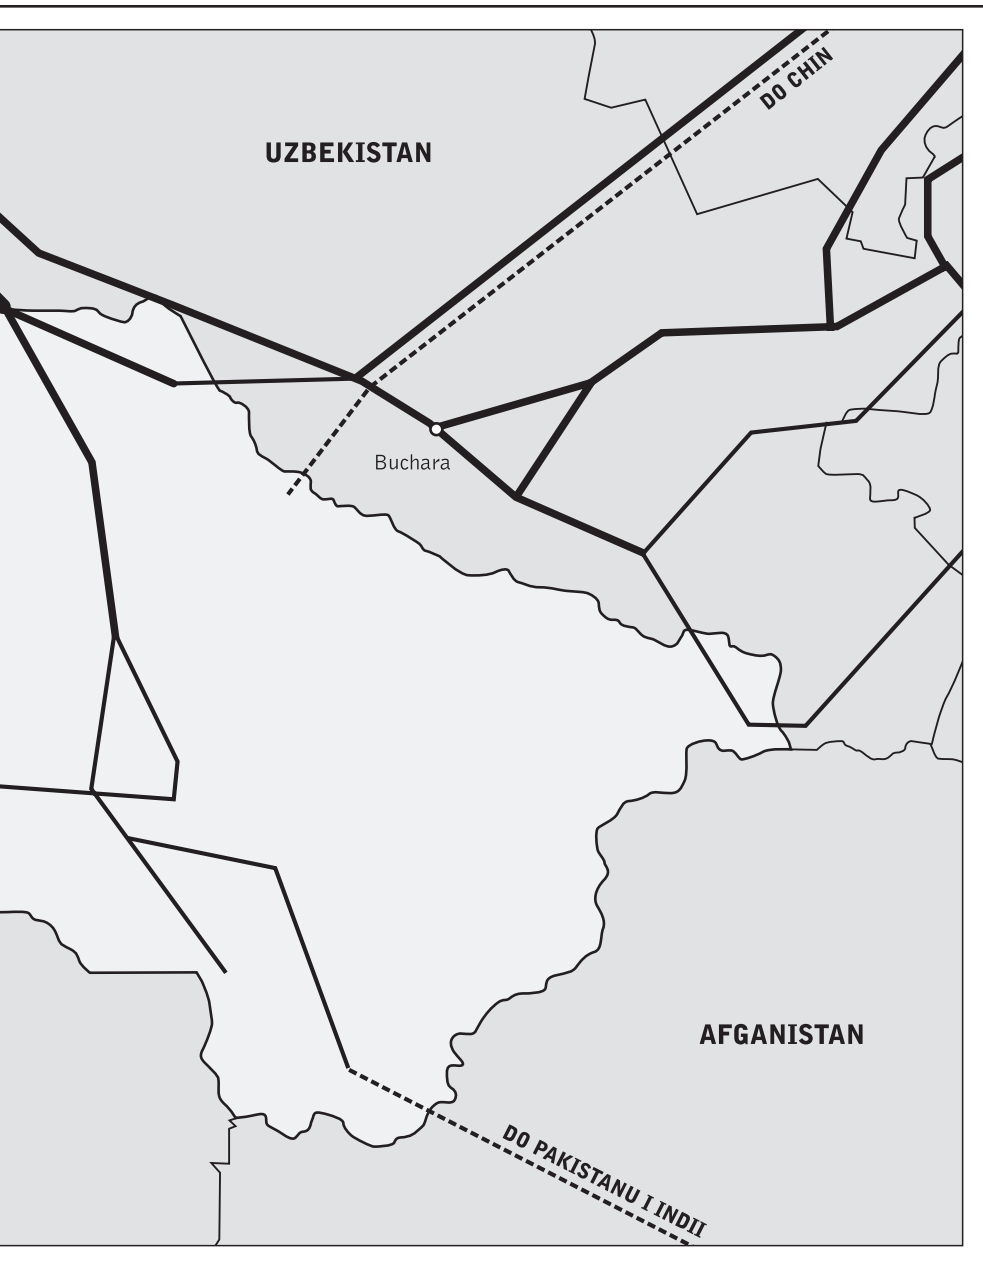 DO CHIN
UZBEKISTAN
Buchara
AFGANISTAN
DO PAKISTANU I INDII